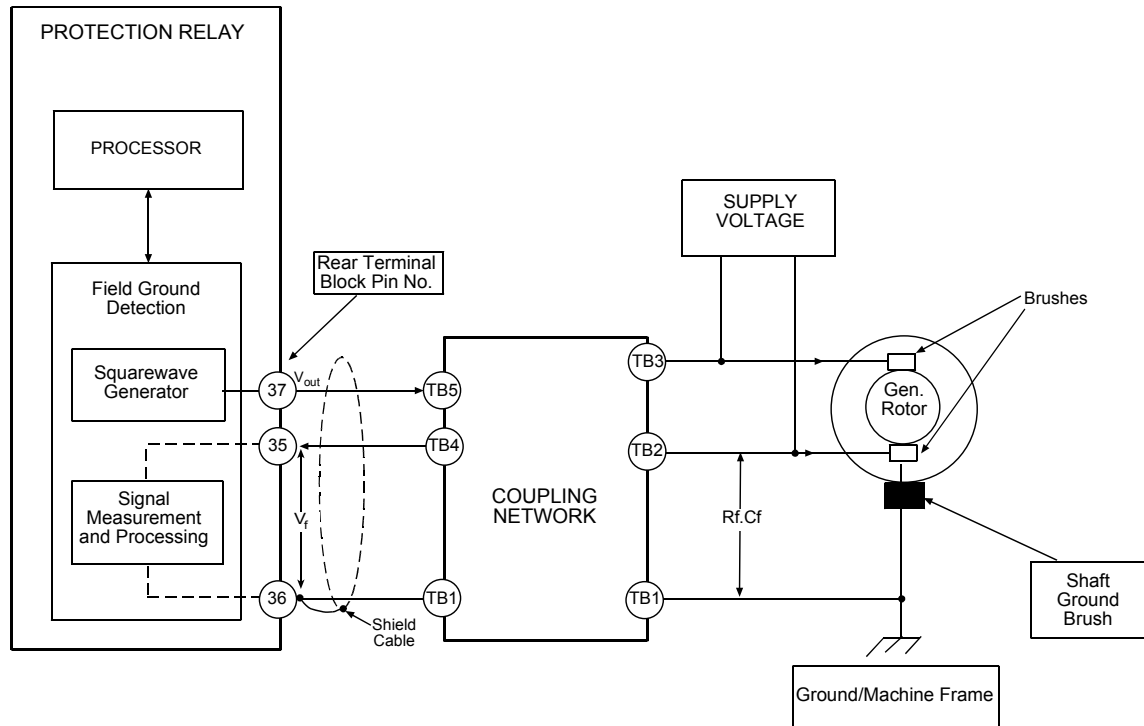 PROTECTION RELAY
PROCESSOR
Field Ground
Detection
Squarewave
Generator
Signal
Measurement
and Processing
Rear Terminal
Block Pin No.
37
Vout
35
Vf
36
Shield
Cable
TB5
TB4
TB1
COUPLING
NETWORK
TB3
TB2
TB1
SUPPLY
VOLTAGE
Rf.Cf
Brushes
Gen.
Rotor
Shaft
Ground
Brush
Ground/Machine Frame